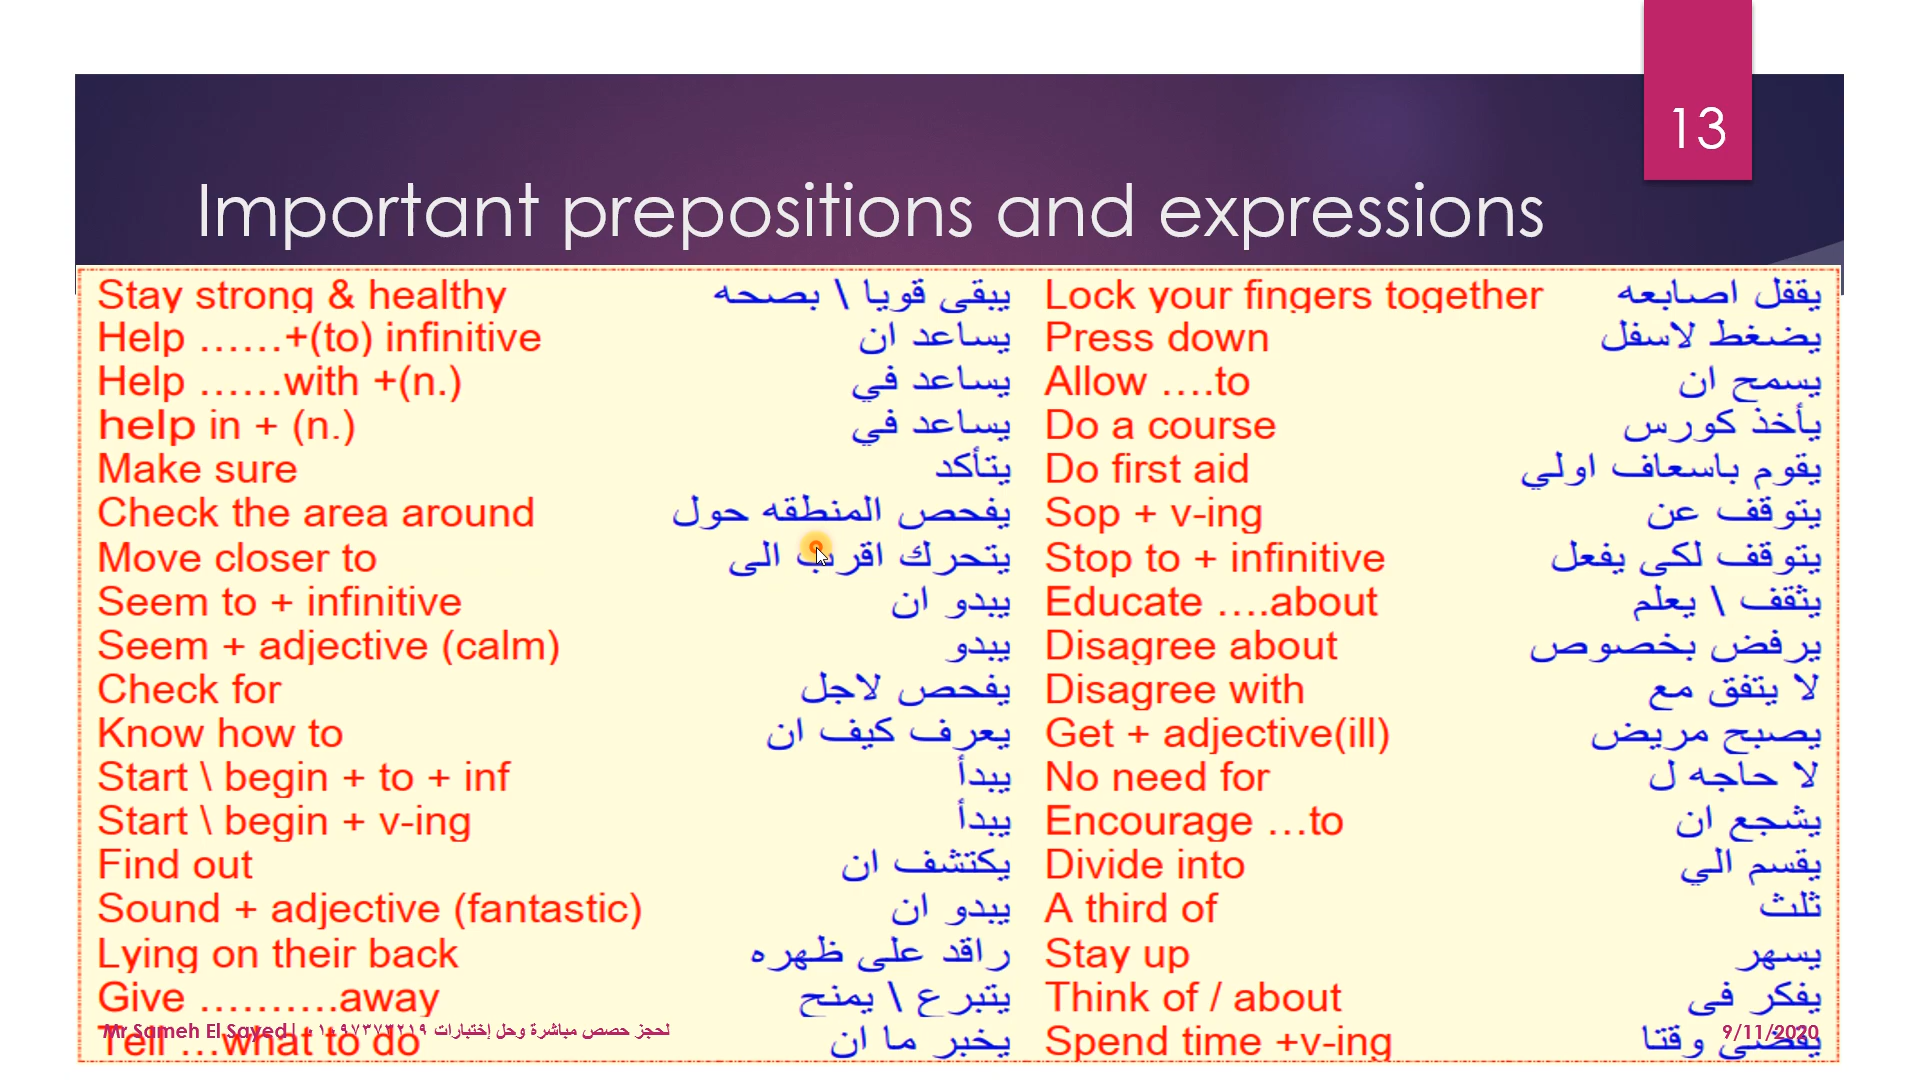 13
Important prepositions and expressions
Stay strong & healthy يبقى قويا \ بصحه
Help ……+(to) infinitive يساعد ان
Help ……with +(n.) يساعد في
help in + (n.) يساعد في
Make sure يتأكد
Check the area around يفحص المنطقه حول
Move closer to يتحرك اقرب الى
Seem to + infinitive يبدو ان
Seem + adjective (calm) يبدو
Check for يفحص لاجل
Know how to يعرف كيف ان
Start \ begin + to + inf يبدأ
Start \ begin + v-ing يبدأ
Find out يكتشف ان
Sound + adjective (fantastic) يبدو ان
Lying on their back راقد على ظهره
Give ……….away يتبرع \ يمنح
Tell …what to do يخبر ما ان
Lock your fingers together يقفل اصابعه
Press down يضغط لاسفل
Allow ….to يسمح ان
Do a course يأخذ كورس
Do first aid يقوم باسعاف اولي
Sop + v-ing يتوقف عن
Stop to + infinitive يتوقف لكى يفعل
Educate ….about يثقف \ يعلم
Disagree about يرفض بخصوص
Disagree with لا يتفق مع
Get + adjective(ill) يصبح مريض
No need for لا حاجه ل
Encourage …to يشجع ان
Divide into يقسم الي
A third of ثلث
Stay up يسهر
Think of / about يفكر فى
Spend time +v-ing يقضى وقتا
Mr Sameh El Sayed| لحجز حصص مباشرة وحل إختبارات
9/11/2020